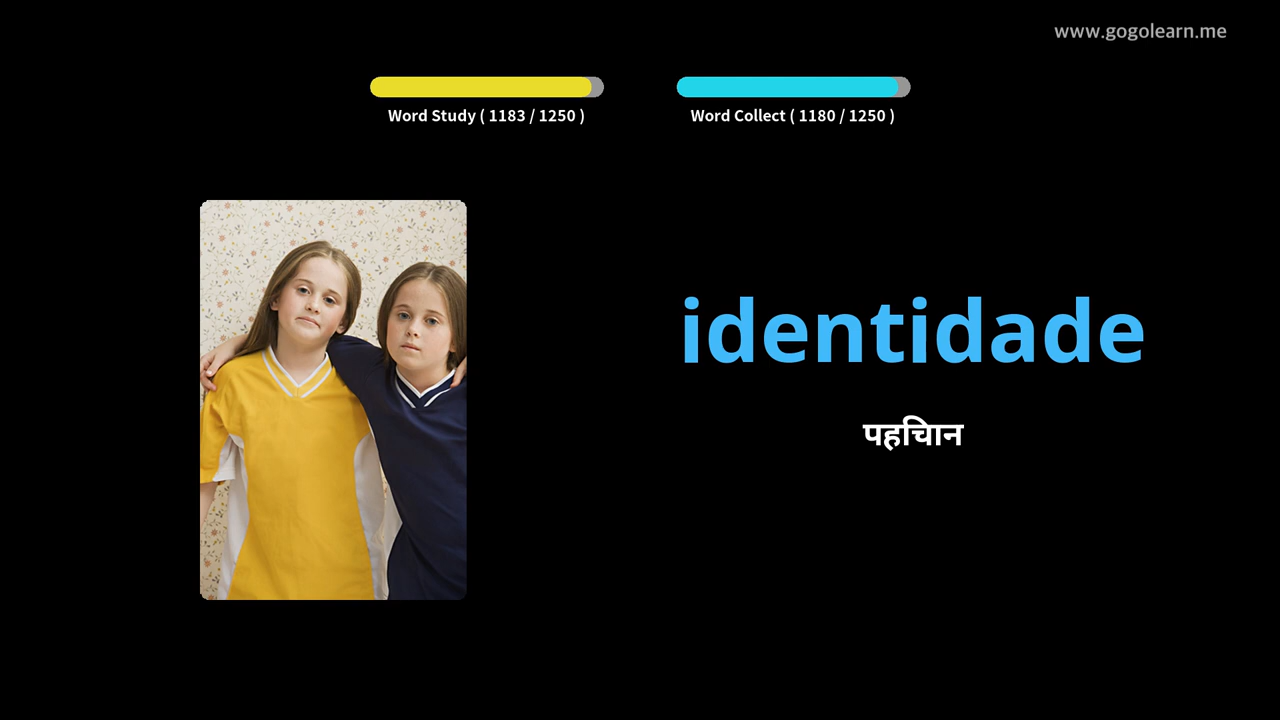 www.gogolearn.me
Word Study ( 1183 / 1250 )
Word Collect ( 1180 / 1250 )
identidade
पहचिान